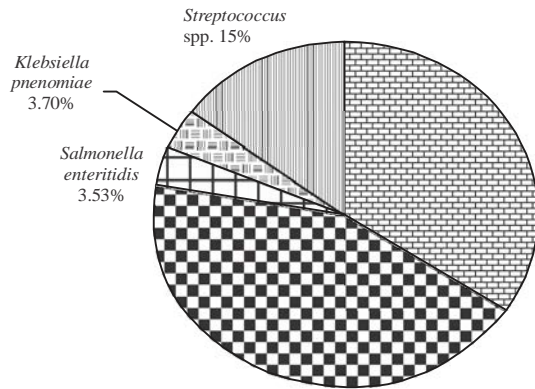 Streptococcus
spp. 15%
Klebsiella
pnenomiae
3.70%
Salmonella
enteritidis
3.53%